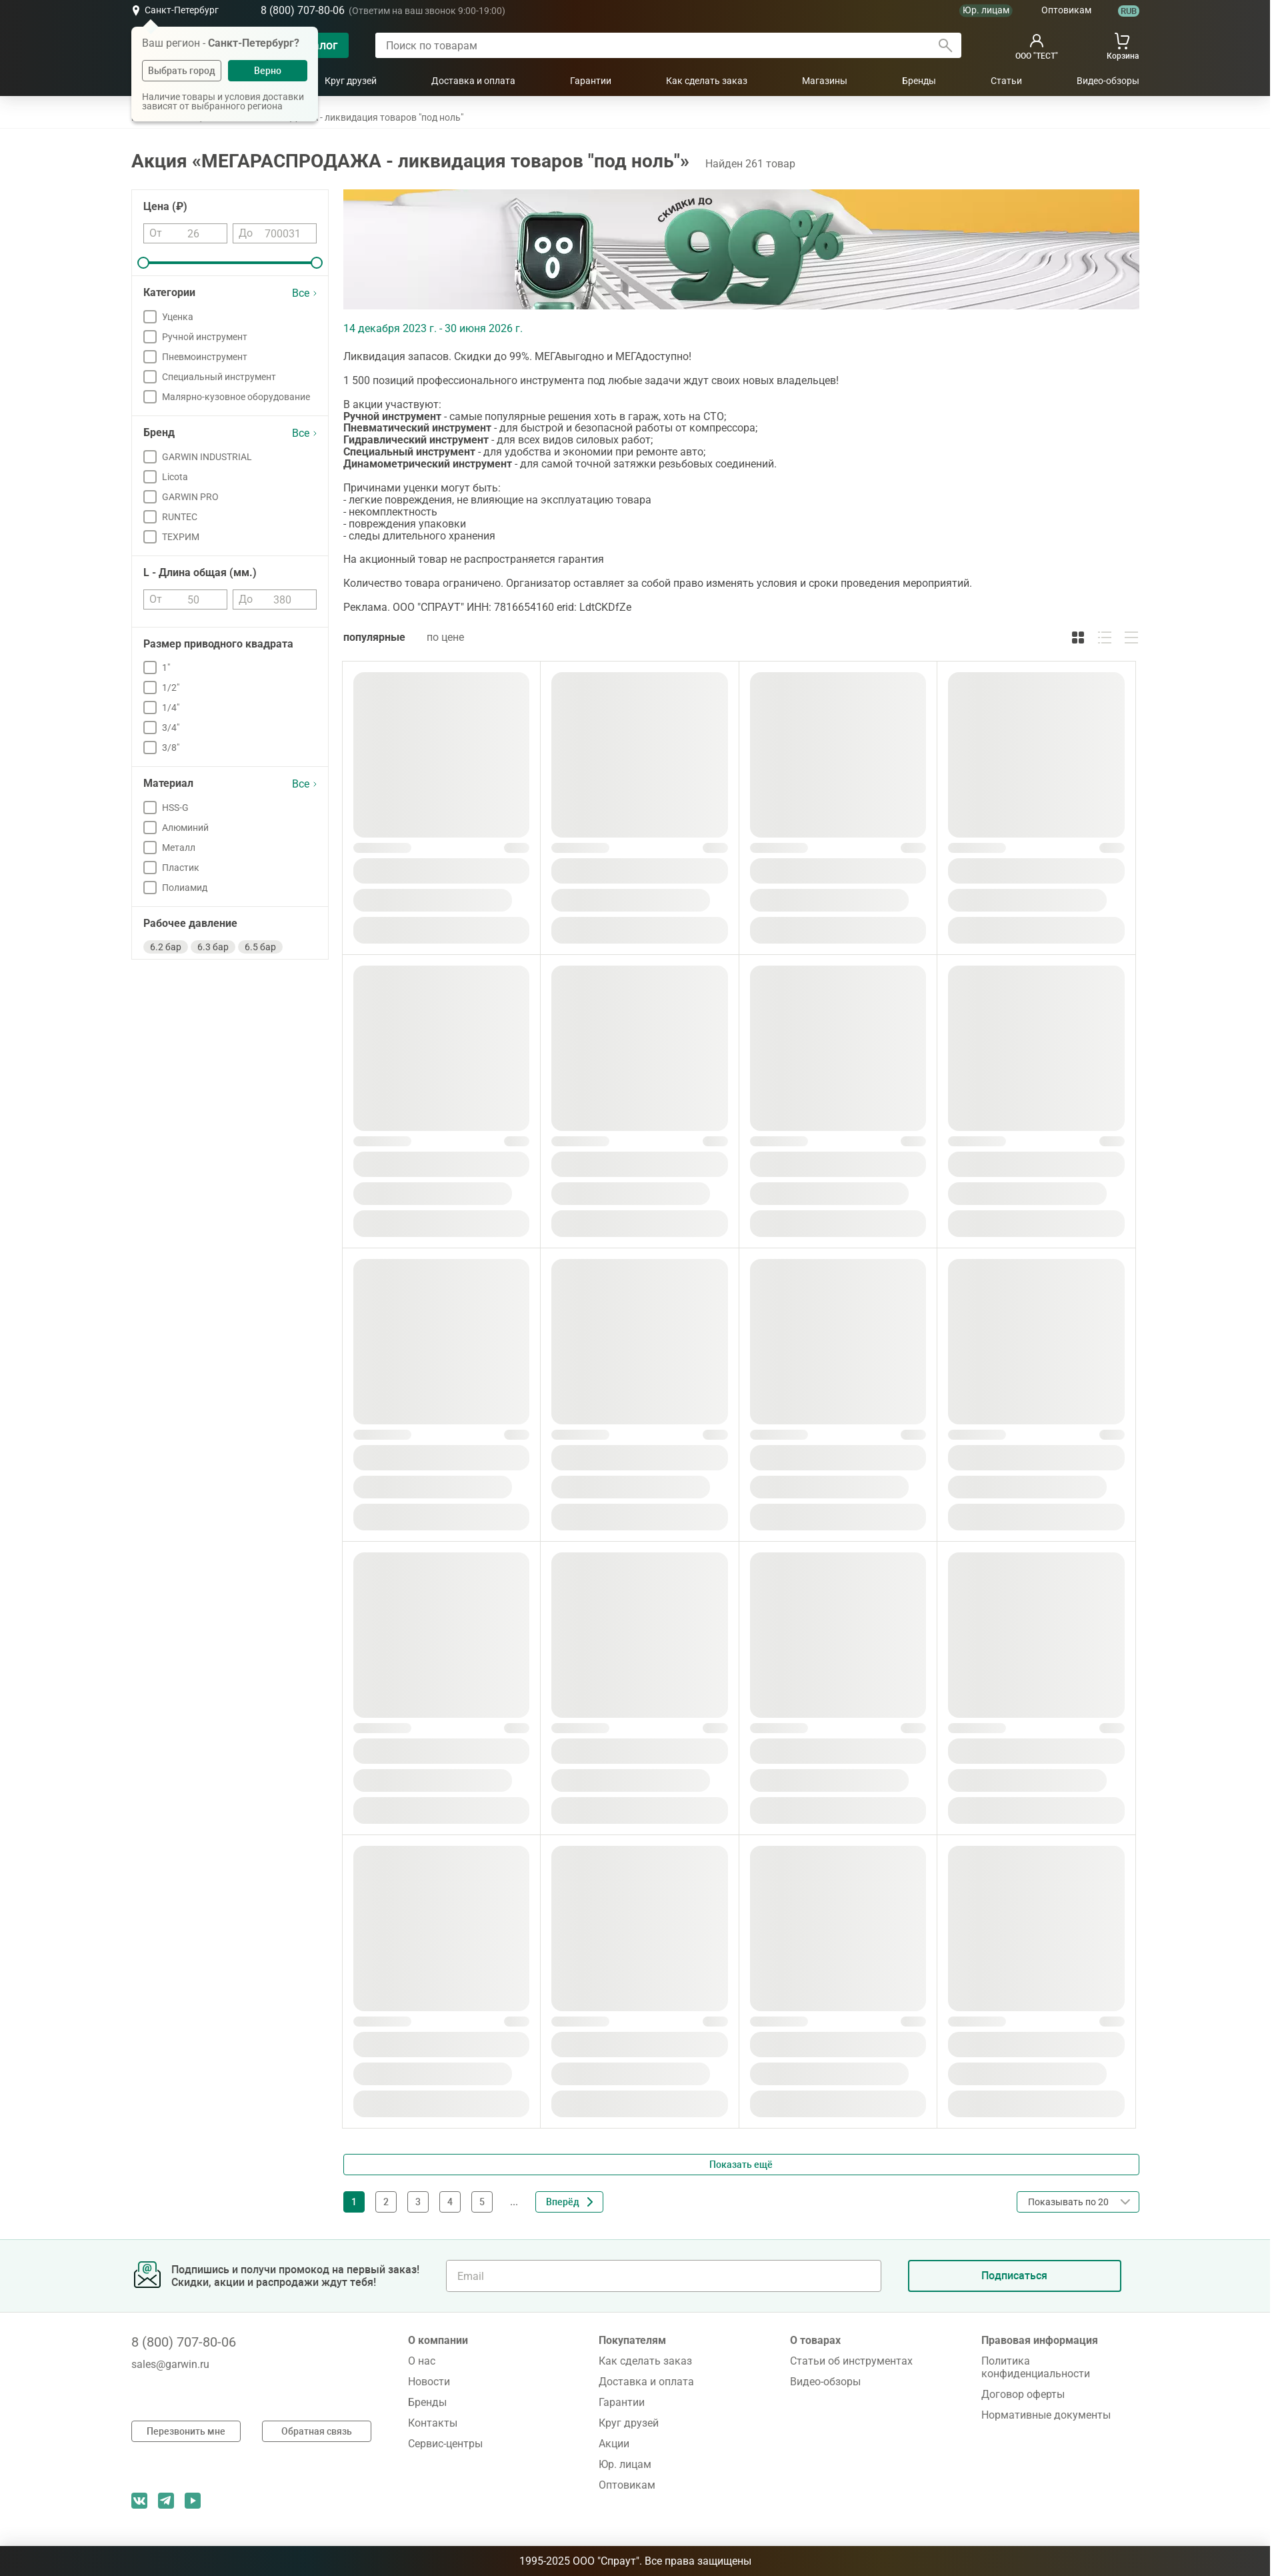 Санкт-Петербург
8 (800) 707-80-06 (Ответим на ваш звонок 9:00-19:00)
Юр. лицам
Оптовикам
RUB
Ваш регион - Санкт-Петербург?
Выбрать город
Верно
Наличие товары и условия доставки
зависят от выбранного региона
Поиск по товарам
ООО "ТЕСТ"
Корзина
Круг друзей
Доставка и оплата
Гарантии
Как сделать заказ
Магазины
Бренды
Статьи
Видео-обзоры
- ликвидация товаров "под ноль"
Акция «МЕГАРАСПРОДАЖА - ликвидация товаров "под ноль"»
Найден 261 товар
Цена (₽)
От 26
До 700031
Категории
Все
Уценка
Ручной инструмент
Пневмоинструмент
Специальный инструмент
Малярно-кузовное оборудование
Бренд
Все
GARWIN INDUSTRIAL
Licota
GARWIN PRO
RUNTEC
ТЕХРИМ
L - Длина общая (мм.)
От 50
До 380
Размер приводного квадрата
1"
1/2"
1/4"
3/4"
3/8"
Материал
Все
HSS-G
Алюминий
Металл
Пластик
Полиамид
Рабочее давление
6.2 бар
6.3 бар
6.5 бар
СКИДКИ ДО
99%
14 декабря 2023 г. - 30 июня 2026 г.
Ликвидация запасов. Скидки до 99%. МЕГАвыгодно и МЕГАдоступно!
1 500 позиций профессионального инструмента под любые задачи ждут своих новых владельцев!
В акции участвуют:
Ручной инструмент - самые популярные решения хоть в гараж, хоть на СТО;
Пневматический инструмент - для быстрой и безопасной работы от компрессора;
Гидравлический инструмент - для всех видов силовых работ;
Специальный инструмент - для удобства и экономии при ремонте авто;
Динамометрический инструмент - для самой точной затяжки резьбовых соединений.
Причинами уценки могут быть:
- легкие повреждения, не влияющие на эксплуатацию товара
- некомплектность
- повреждения упаковки
- следы длительного хранения
На акционный товар не распространяется гарантия
Количество товара ограничено. Организатор оставляет за собой право изменять условия и сроки проведения мероприятий.
Реклама. ООО "СПРАУТ" ИНН: 7816654160 erid: LdtCKDfZe
популярные
по цене
Показать ещё
1
2
3
4
5
...
Вперёд
Показывать по 20
Подпишись и получи промокод на первый заказ!
Скидки, акции и распродажи ждут тебя!
Email
Подписаться
8 (800) 707-80-06
sales@garwin.ru
Перезвонить мне
Обратная связь
О компании
О нас
Новости
Бренды
Контакты
Сервис-центры
Покупателям
Как сделать заказ
Доставка и оплата
Гарантии
Круг друзей
Акции
Юр. лицам
Оптовикам
О товарах
Статьи об инструментах
Видео-обзоры
Правовая информация
Политика
конфиденциальности
Договор оферты
Нормативные документы
1995-2025 ООО "Спраут". Все права защищены